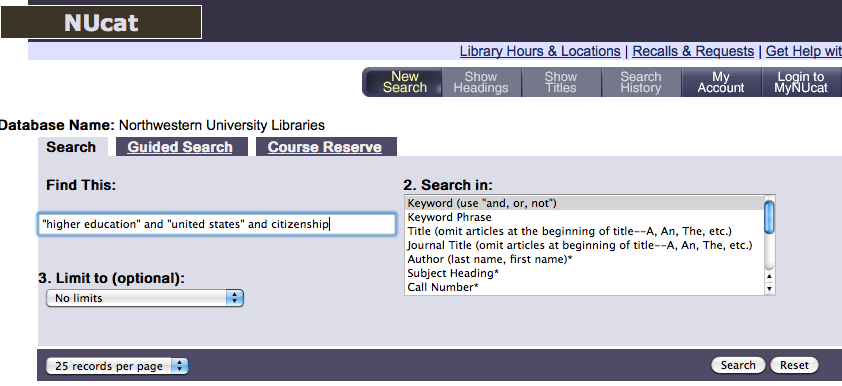 NUcat
Library Hours & Locations | Recalls & Requests | Get Help wit
New Search
Show Headings
Show Titles
Search History
My Account
Login to MyNUcat
Database Name: Northwestern University Libraries
Search
Guided Search
Course Reserve
Find This:
"higher education" and "united states" and citizenship
2. Search in:
Keyword (use "and, or, not")
Keyword Phrase
Title (omit articles at the beginning of title--A, An, The, etc.)
Journal Title (omit articles at beginning of title--A, An, The, etc.)
Author (last name, first name)*
Subject Heading*
Call Number*
3. Limit to (optional):
No limits
25 records per page
Search
Reset